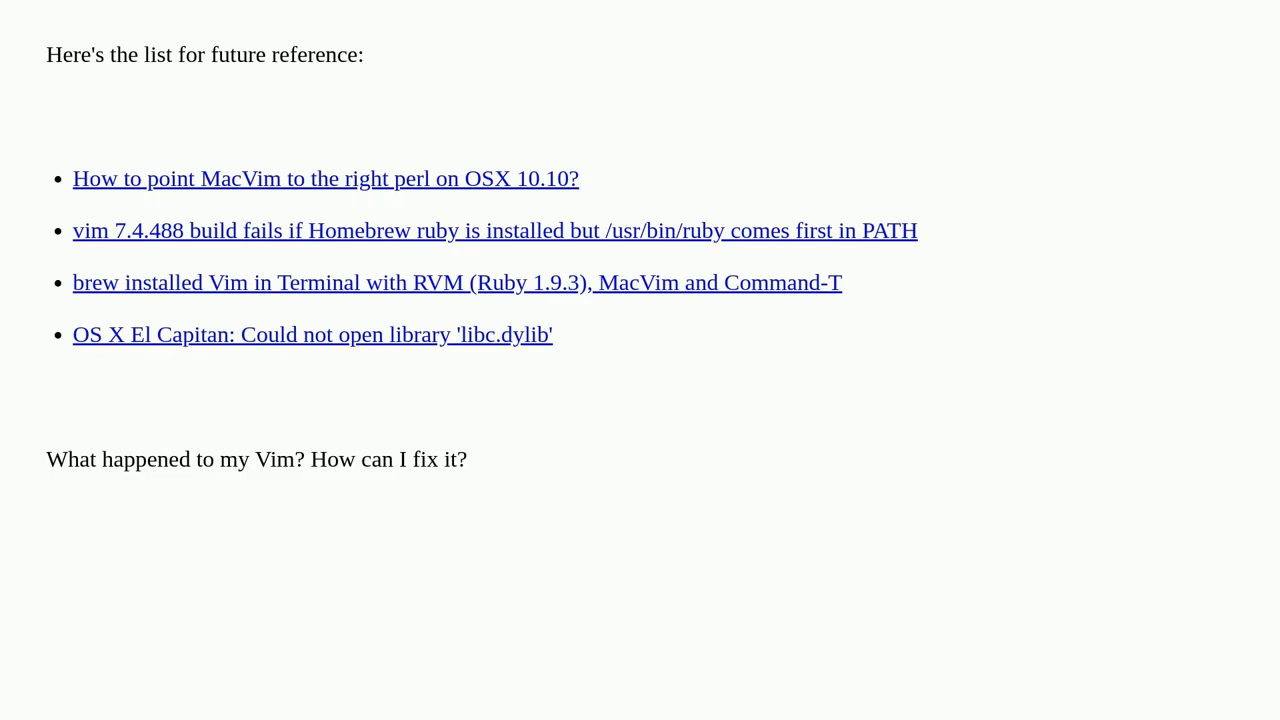 Here's the list for future reference:
How to point MacVim to the right perl on OSX 10.10?
vim 7.4.488 build fails if Homebrew ruby is installed but /usr/bin/ruby comes first in PATH
brew installed Vim in Terminal with RVM (Ruby 1.9.3), MacVim and Command-T
OS X El Capitan: Could not open library 'libc.dylib'
What happened to my Vim? How can I fix it?